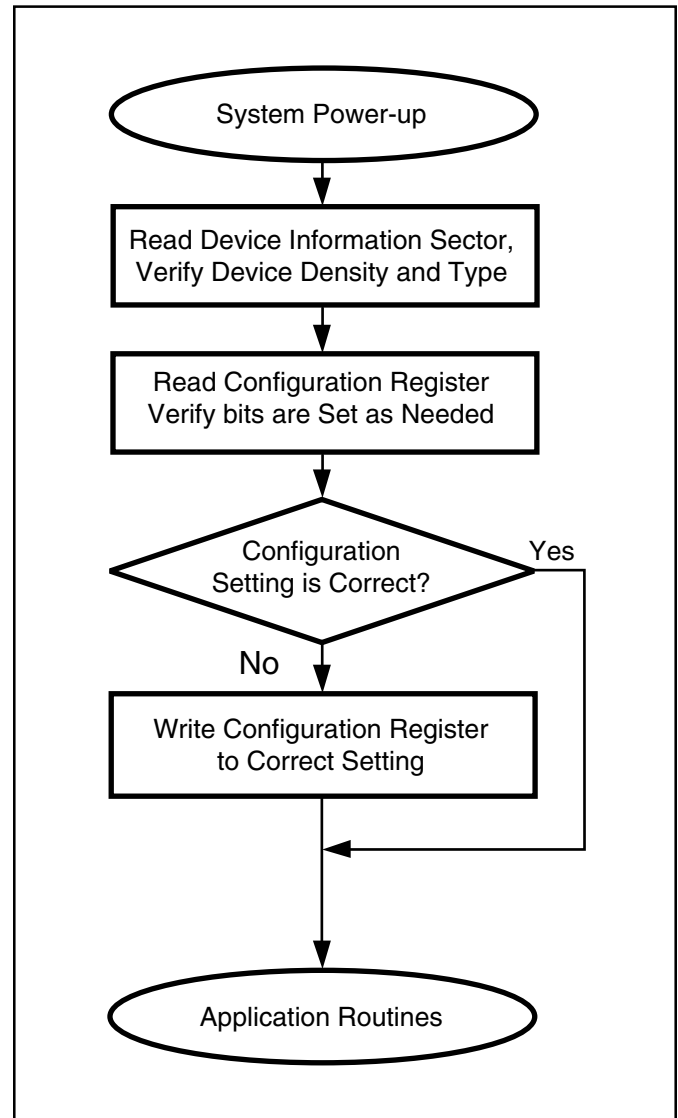 System Power-up
Read Device Information Sector,
Verify Device Density and Type
Read Configuration Register
Verify bits are Set as Needed
Configuration
Setting is Correct?
Yes
No
Write Configuration Register
to Correct Setting
Application Routines